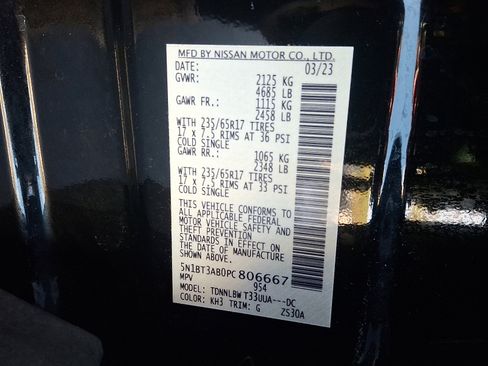 MFD BY NISSAN MOTOR CO., LTD.
DATE: 03/23
GVWR: 2125 KG
4685 LB
GAWR FR.: 1115 KG
2458 LB
WITH 235/65R17 TIRES
17 x 7.5 RIMS AT 36 PSI
COLD SINGLE
GAWR RR.: 1065 KG
2348 LB
WITH 235/65R17 TIRES
17 x 7.5 RIMS AT 33 PSI
COLD SINGLE
THIS VEHICLE CONFORMS TO
ALL APPLICABLE FEDERAL
MOTOR VEHICLE SAFETY AND
THEFT PREVENTION
STANDARDS IN EFFECT ON
THE DATE OF MANUFACTURE
5N1BT3AB0PC806667
MPV 954
MODEL: TDNNLBWT33UUA---DC
COLOR: KH3 TRIM: G ZS30A